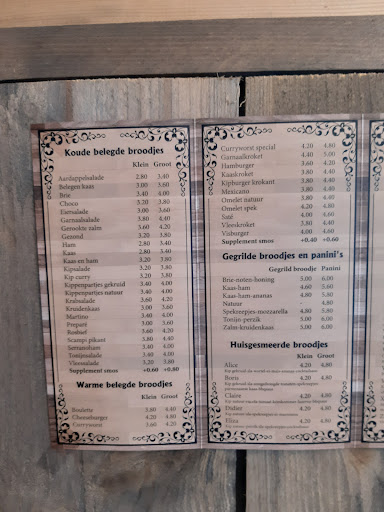 Koude belegde broodjes
Klein Groot
Aardappelsalade 2.80 3.40
Belegen kaas 3.00 3.60
Brie 3.40 4.00
Choco 3.20 3.80
Eiersalade 3.00 3.60
Garnaalsalade 3.80 4.40
Gerookte zalm 3.60 4.20
Gezond 3.20 3.80
Ham 2.80 3.40
Kaas 2.80 3.40
Kaas en ham 3.20 3.80
Kipsalade 3.20 3.80
Kip curry 3.20 3.80
Kippenpartjes gekruid 3.40 4.00
Kippenpartjes natuur 3.40 4.00
Krabsalade 3.60 4.20
Kruidenkaas 3.00 3.60
Martino 3.40 4.00
Prepare 3.00 3.60
Rosbief 3.60 4.20
Scampi pikant 3.80 4.40
Serranoham 3.40 4.00
Tonijnsalade 3.40 4.00
Vleessalade 3.20 3.80
Supplement smos +0.60 +0.80
Warme belegde broodjes
Klein Groot
Boulette 3.80 4.40
Cheeseburger 4.20 4.80
Curryworst 3.60 4.20
Curryworst special 4.20 4.80
Garnaalkroket 4.40 5.00
Hamburger 3.60 4.20
Kaaskroket 3.80 4.40
Kipburger krokant 3.80 4.40
Mexicano 3.80 4.40
Omelet natuur 3.80 4.40
Omelet spek 4.20 4.80
Saté 4.00 4.60
Vleeskroket 3.80 4.40
Visburger 4.00 4.60
Supplement smos +0.40 +0.60
Gegrilde broodjes en panini's
Gegrild broodje Panini
Brie-noten-honing 5.00 6.00
Kaas-ham 4.60 5.60
Kaas-ham-ananas 4.80 5.80
Natuur - 4.80
Spekreepjes-mozzarella 4.80 5.80
Tonijn-perzik 5.00 6.00
Zalm-kruidenkaas 5.00 6.00
Huisgesmeerde broodjes
Klein Groot
Alice 4.20 4.80
Boris 4.20 4.80
Claire 4.20 4.80
Didier 4.20 4.80
Elisa 4.20 4.80